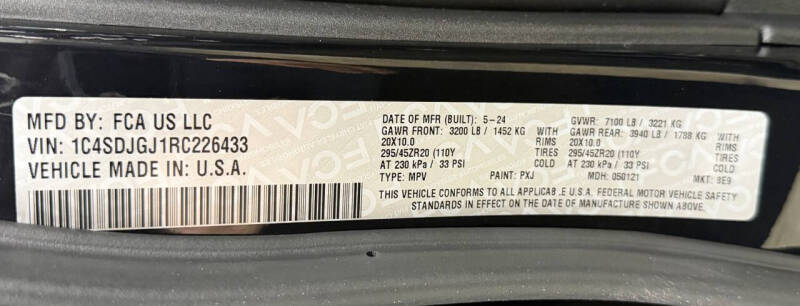 MFD BY: FCA US LLC
VIN: 1C4SDJGJ1RC226433
VEHICLE MADE IN: U.S.A.
DATE OF MFR (BUILT): 5-24 GVWR: 7100 LB / 3221 KG
GAWR FRONT: 3200 LB / 1452 KG WITH GAWR REAR: 3940 LB / 1788 KG WITH
20X10.0 RIMS 20X10.0 RIMS
295/45ZR20 (110Y TIRES 295/45ZR20 (110Y TIRES
AT 230 kPa / 33 PSI COLD AT 230 kPa / 33 PSI COLD
TYPE: MPV PAINT: PXJ MDH: 050121 MKT: 8E9
THIS VEHICLE CONFORMS TO ALL APPLICAB.E U.S.A. FEDERAL MOTOR VEHICLE SAFETY
STANDARDS IN EFFECT ON THE DATE OF MANUFACTURE SHOWN ABOVE.